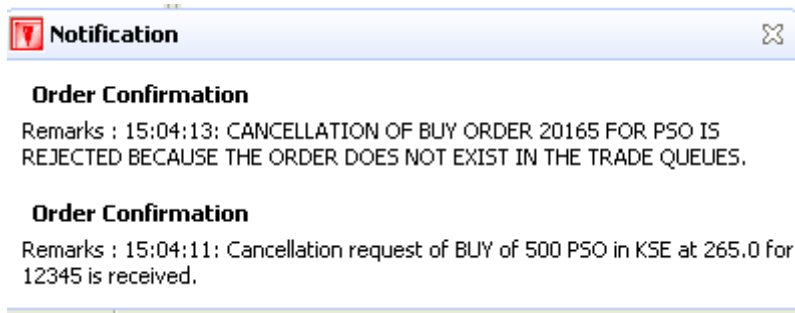 Notification
Order Confirmation
Remarks : 15:04:13: CANCELLATION OF BUY ORDER 20165 FOR PSO IS
REJECTED BECAUSE THE ORDER DOES NOT EXIST IN THE TRADE QUEUES.
Order Confirmation
Remarks : 15:04:11: Cancellation request of BUY of 500 PSO in KSE at 265.0 for
12345 is received.